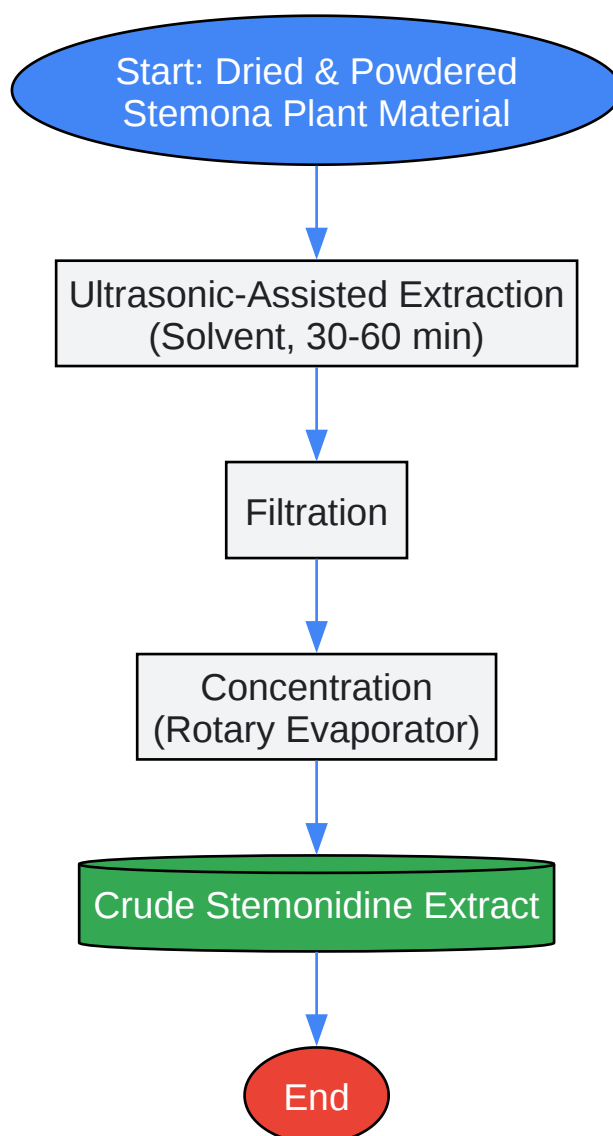 Start: Dried & Powdered
Stemona Plant Material
Ultrasonic-Assisted Extraction
(Solvent, 30-60 min)
Filtration
Concentration
(Rotary Evaporator)
Crude Stemonidine Extract
End